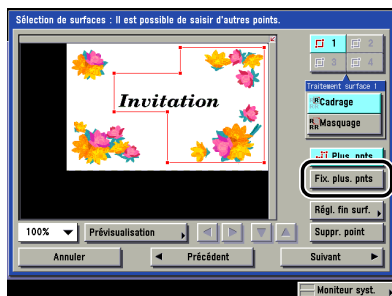 Sélection de surfaces : Il est possible de saisir d'autres points.
1 2
3 4
Traitement surface 1
Cadrage
Masquage
Invitation
Plus. pnts
Fix. plus. pnts
Régl. fin surf.
100% Prévisualisation Suppr. point
Annuler Précédent Suivant
Moniteur syst.